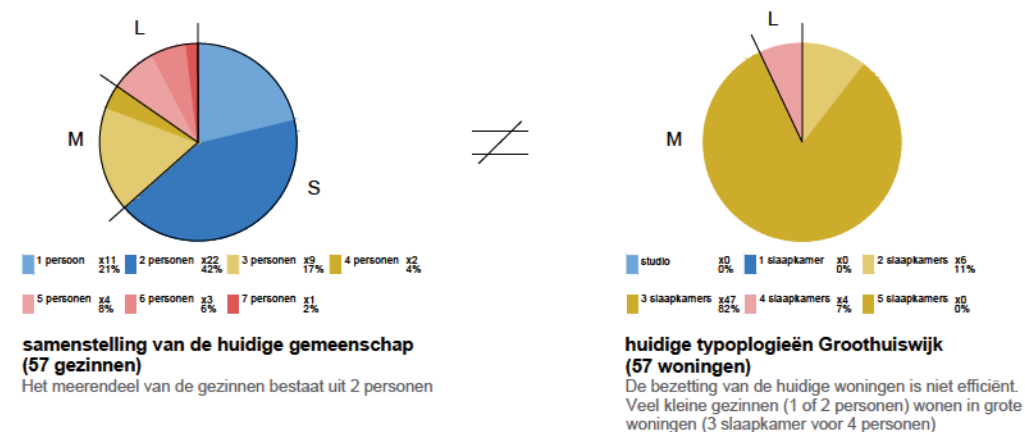 L
M
S
L
M
1 persoon x11 21%
2 personen x22 42%
3 personen x9 17%
4 personen x2 4%
5 personen x4 8%
6 personen x3 6%
7 personen x1 2%
samenstelling van de huidige gemeenschap
(57 gezinnen)
Het meerendeel van de gezinnen bestaat uit 2 personen
studio x0 0%
1 slaapkamer x0 0%
2 slaapkamers x6 11%
3 slaapkamers x47 82%
4 slaapkamers x4 7%
5 slaapkamers x0 0%
huidige typoplogieën Groothuiswijk
(57 woningen)
De bezetting van de huidige woningen is niet efficiënt.
Veel kleine gezinnen (1 of 2 personen) wonen in grote
woningen (3 slaapkamer voor 4 personen)